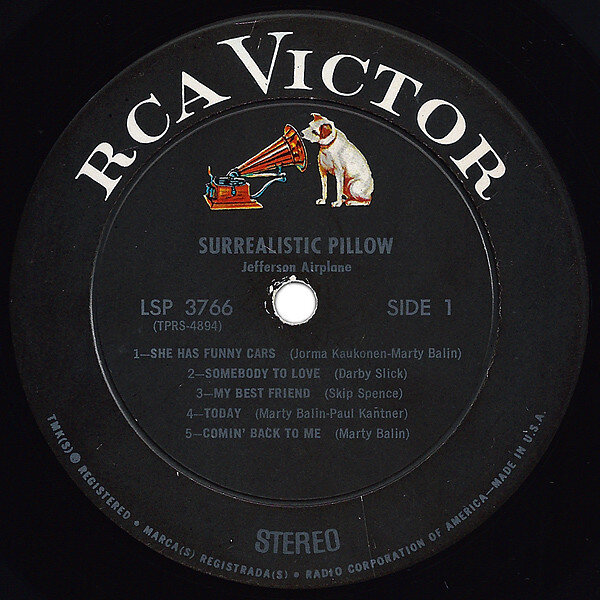 RCA VICTOR
SURREALISTIC PILLOW
Jefferson Airplane
LSP 3766
(TPRS-4894)
SIDE 1
1—SHE HAS FUNNY CARS (Jorma Kaukonen-Marty Balin)
2—SOMEBODY TO LOVE (Darby Slick)
3—MY BEST FRIEND (Skip Spence)
4—TODAY (Marty Balin-Paul Kañtner)
5—COMIN' BACK TO ME (Marty Balin)
STEREO
TMK(S) ® REGISTERED • MARCA(S) REGISTRADA(S) • RADIO CORPORATION OF AMERICA—MADE IN U.S.A.